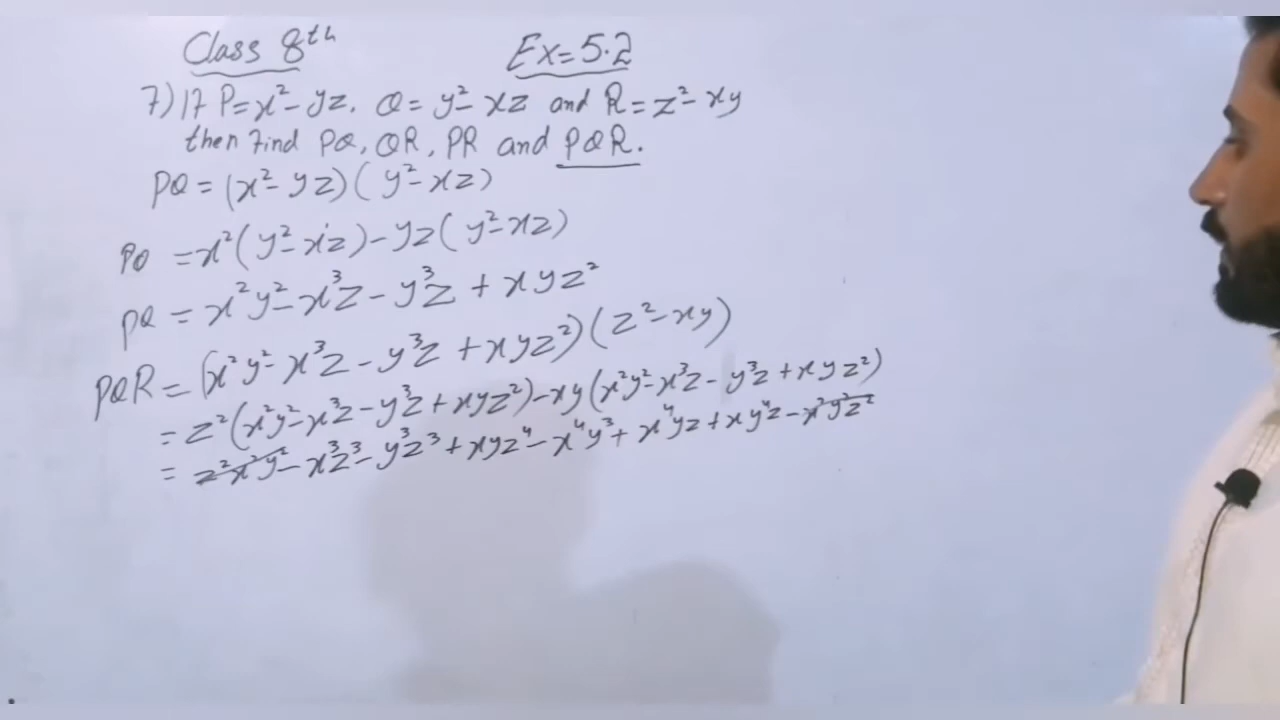 Class 8th Ex=5.2
7) If P=x²-yz, Q=y²-xz and R=z²-xy
then Find PQ, QR, PR and PQR.
PQ=(x²-yz)(y²-xz)
PQ=x²(y²-xz)-yz(y²-xz)
PQ=x²y²-x³z-y³z+xyz²
PQR=(x²y²-x³z-y³z+xyz²)(z²-xy)
=z²(x²y²-x³z-y³z+xyz²)-xy(x²y²-x³z-y³z+xyz²)
=z²x²y²-x³z³-y³z³+xyz⁴-x⁴y³+x⁴yz+xy⁴z-x²y²z²